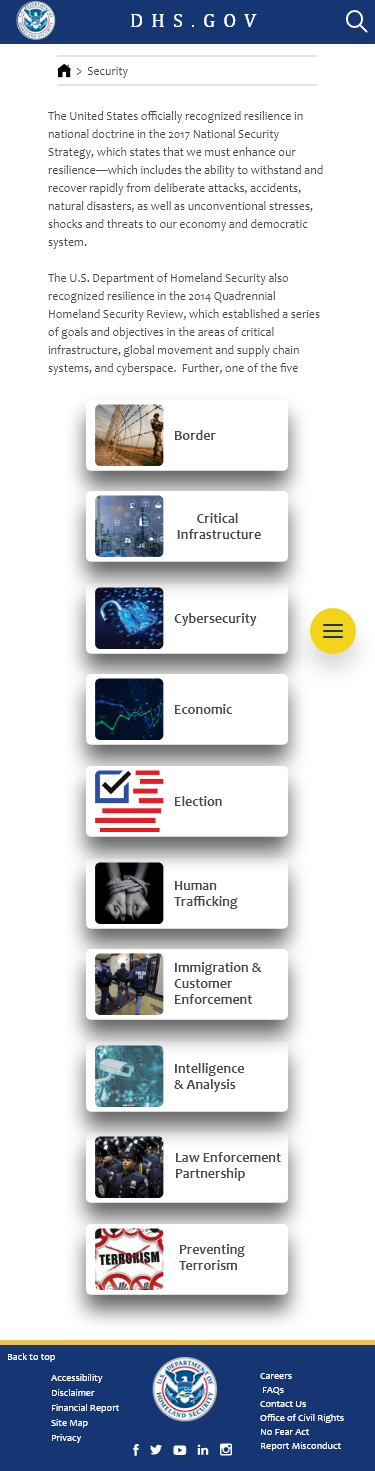 DHS.GOV
> Security
The United States officially recognized resilience in
national doctrine in the 2017 National Security
Strategy, which states that we must enhance our
resilience—which includes the ability to withstand and
recover rapidly from deliberate attacks, accidents,
natural disasters, as well as unconventional stresses,
shocks and threats to our economy and democratic
system.
The U.S. Department of Homeland Security also
recognized resilience in the 2014 Quadrennial
Homeland Security Review, which established a series
of goals and objectives in the areas of critical
infrastructure, global movement and supply chain
systems, and cyberspace.  Further, one of the five
Border
Critical
Infrastructure
Cybersecurity
Economic
Election
Human
Trafficking
Immigration &
Customer
Enforcement
Intelligence
& Analysis
Law Enforcement
Partnership
TERRORISM
Preventing
Terrorism
Back to top
Accessibility
Disclaimer
Financial Report
Site Map
Privacy
U.S. DEPARTMENT OF
HOMELAND SECURITY
Careers
FAQs
Contact Us
Office of Civil Rights
No Fear Act
Report Misconduct